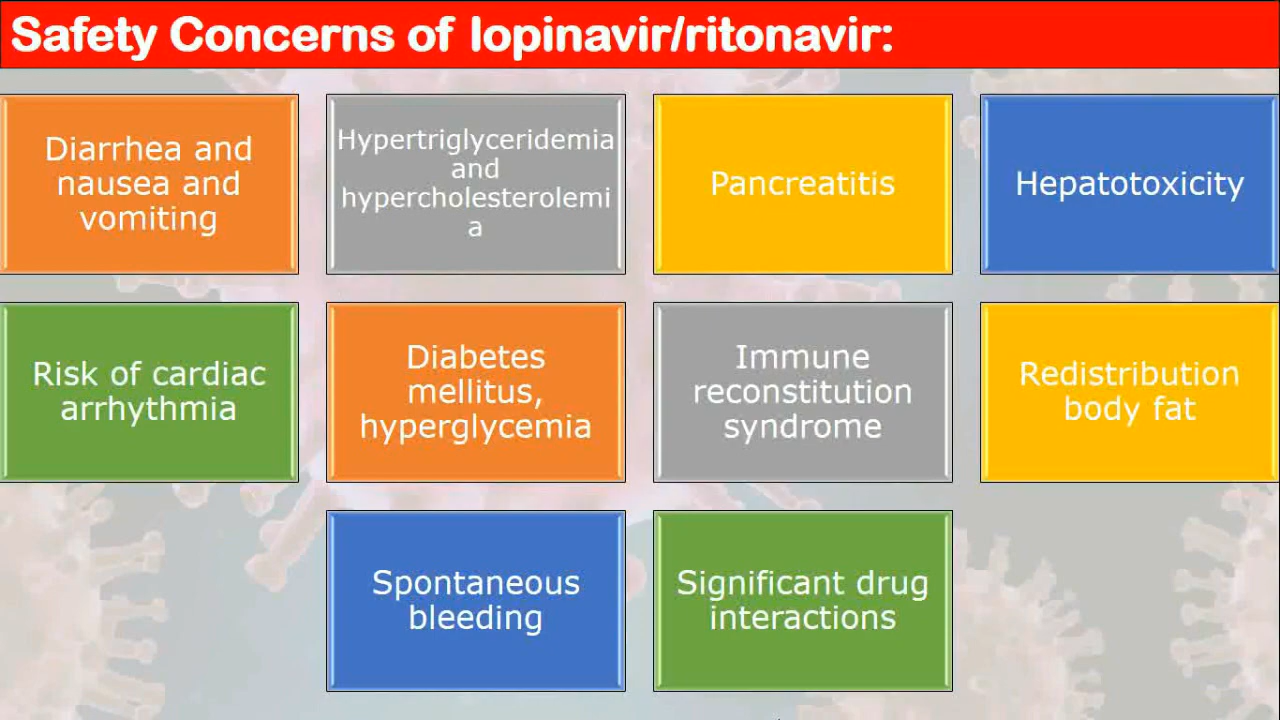 Safety Concerns of lopinavir/ritonavir:
Diarrhea and
nausea and
vomiting
Hypertriglyceridemia
and
hypercholesterolemi
a
Pancreatitis
Hepatotoxicity
Risk of cardiac
arrhythmia
Diabetes
mellitus,
hyperglycemia
Immune
reconstitution
syndrome
Redistribution
body fat
Spontaneous
bleeding
Significant drug
interactions